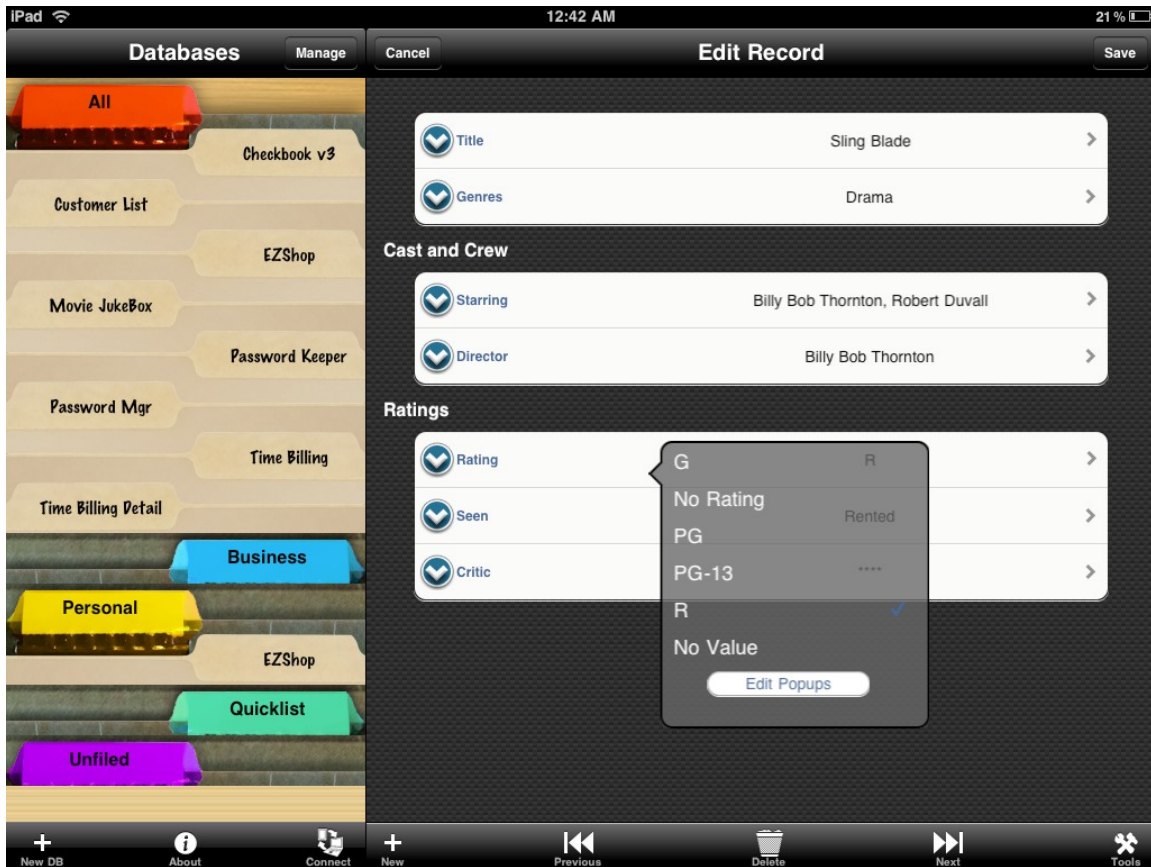 iPad 12:42 AM 21 %
Databases
Manage
All
Checkbook v3
Customer List
EZShop
Movie JukeBox
Password Keeper
Password Mgr
Time Billing
Time Billing Detail
Business
Personal
EZShop
Quicklist
Unfiled
New DB About Connect
Cancel Edit Record Save
Title Sling Blade
Genres Drama
Cast and Crew
Starring Billy Bob Thornton, Robert Duvall
Director Billy Bob Thornton
Ratings
Rating R
Seen Rented
Critic ****
G
No Rating
PG
PG-13
R
No Value
Edit Popups
New Previous Delete Next Tools